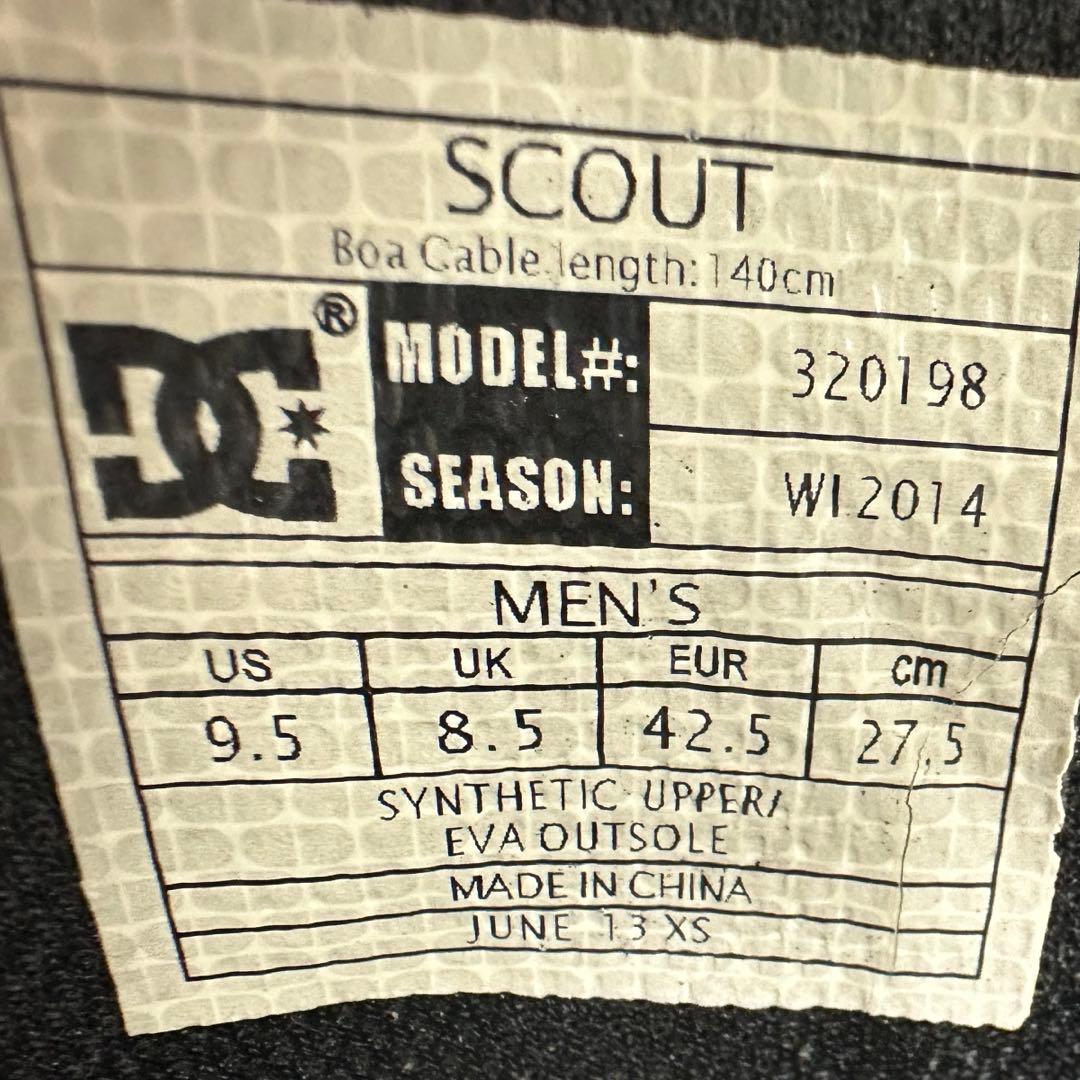 SCOUT
Boa Cable length: 140cm
DC®
MODEL#: 320198
SEASON: WI 2014
MEN'S
US UK EUR cm
9.5 8.5 42.5 27.5
SYNTHETIC UPPER/
EVA OUTSOLE
MADE IN CHINA
JUNE 13 XS